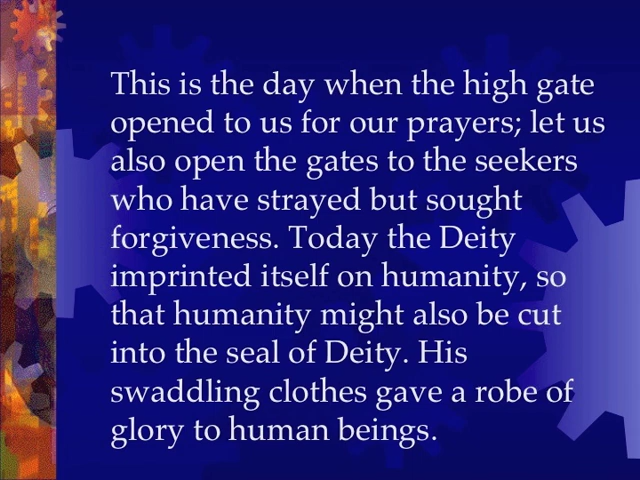 This is the day when the high gate
opened to us for our prayers; let us
also open the gates to the seekers
who have strayed but sought
forgiveness. Today the Deity
imprinted itself on humanity, so
that humanity might also be cut
into the seal of Deity. His
swaddling clothes gave a robe of
glory to human beings.